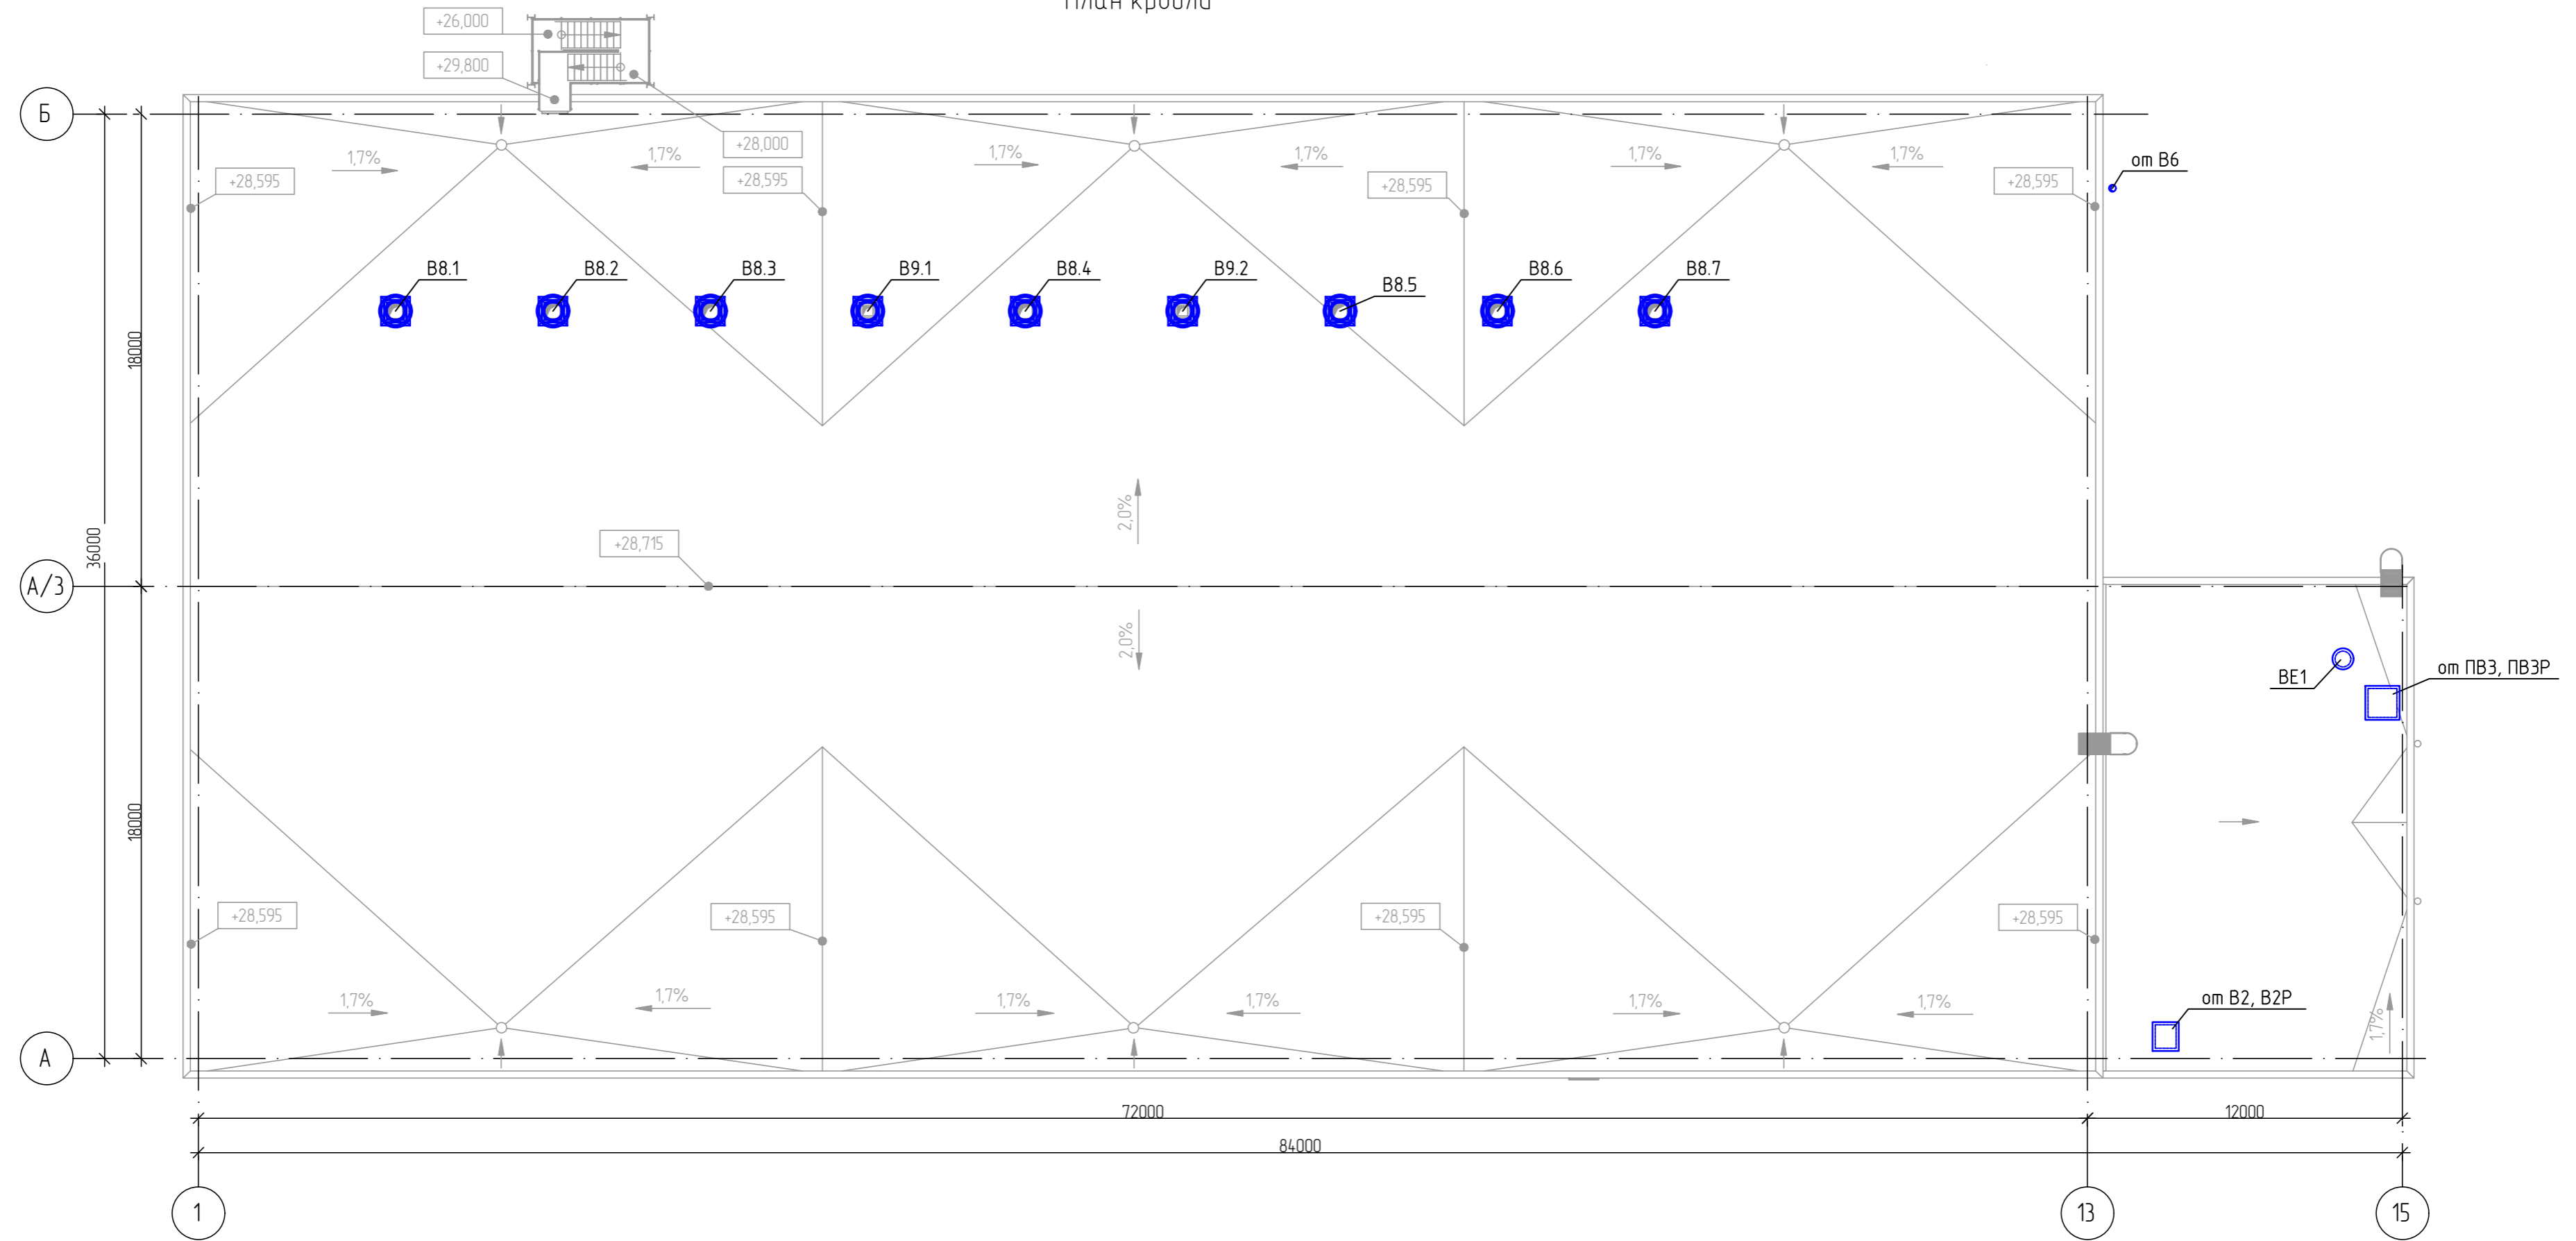 План кровли
+26,000
+29,800
Б
+28,000
1,7%
1,7%
1,7%
1,7%
1,7%
1,7%
от В6
+28,595
+28,595
+28,595
+28,595
В8.1
В8.2
В8.3
В9.1
В8.4
В9.2
В8.5
В8.6
В8.7
18000
36000
2,0%
+28,715
А/3
2,0%
ВЕ1
от ПВ3, ПВ3Р
18000
+28,595
+28,595
+28,595
+28,595
1,7%
1,7%
1,7%
1,7%
1,7%
1,7%
от В2, В2Р
1,7%
А
72000
12000
84000
1
13
15